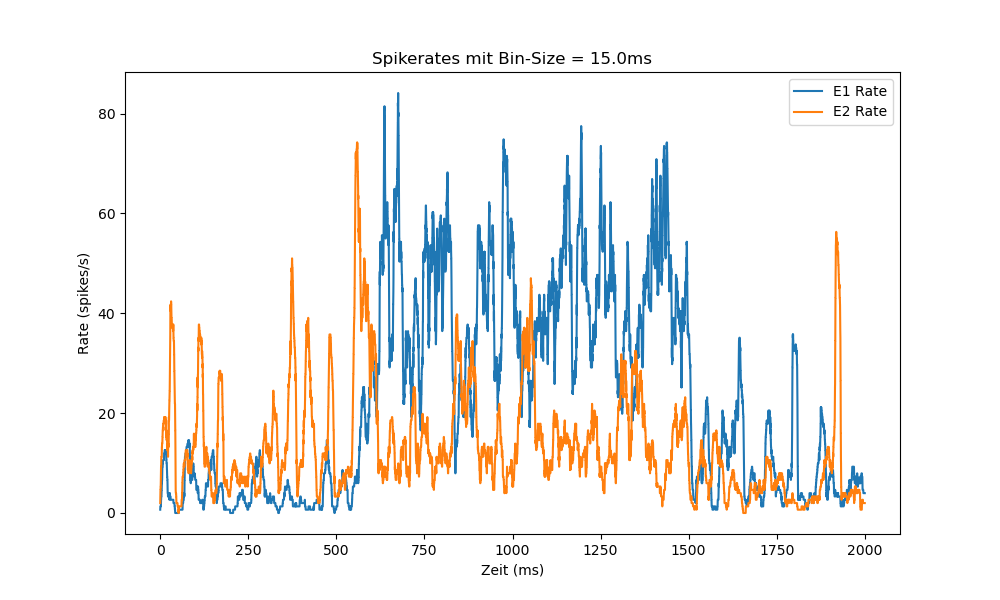 Spikerates mit Bin-Size = 15.0ms
E1 Rate
E2 Rate
Rate (spikes/s)
80
60
40
20
0
0 250 500 750 1000 1250 1500 1750 2000
Zeit (ms)